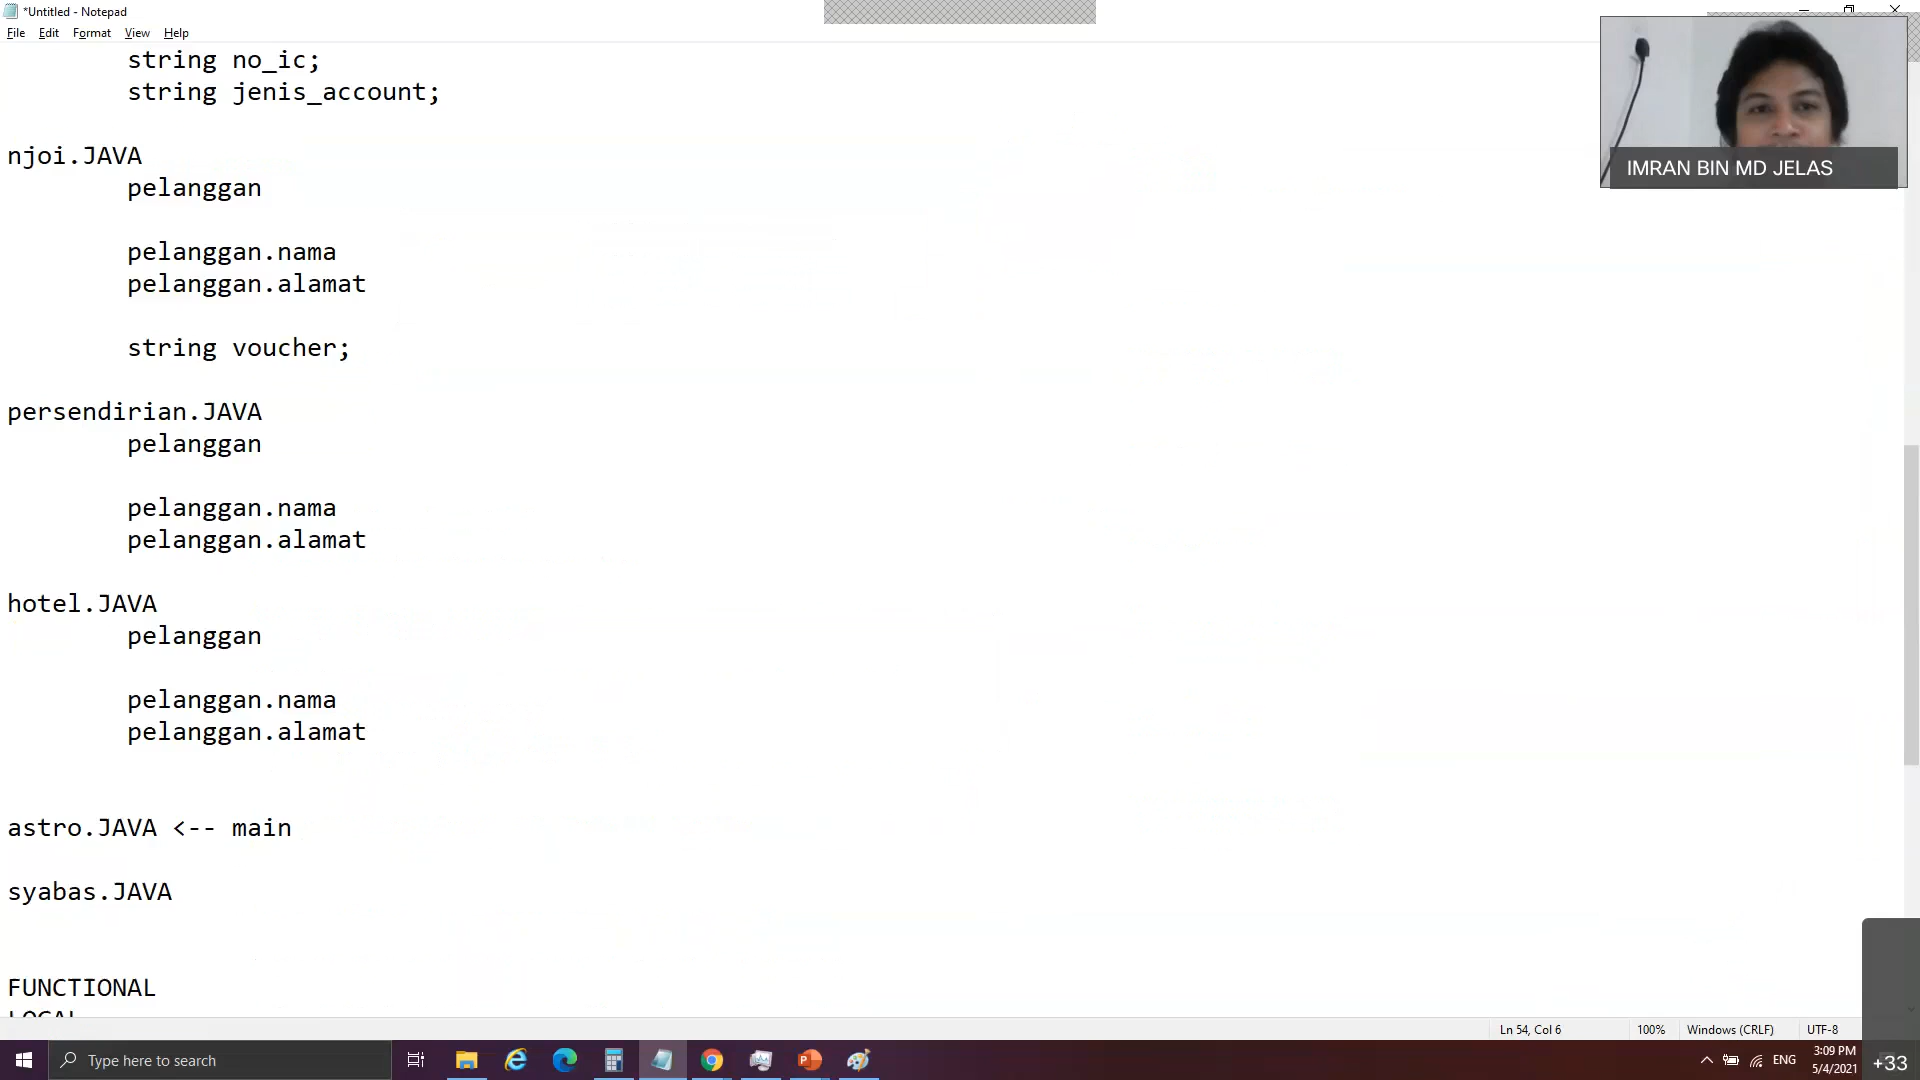 *Untitled - Notepad
File Edit Format View Help
string no_ic;
string jenis_account;
njoi.JAVA
pelanggan
pelanggan.nama
pelanggan.alamat
string voucher;
persendirian.JAVA
pelanggan
pelanggan.nama
pelanggan.alamat
hotel.JAVA
pelanggan
pelanggan.nama
pelanggan.alamat
astro.JAVA <-- main
syabas.JAVA
FUNCTIONAL
LOCAL
IMRAN BIN MD JELAS
Ln 54, Col 6 100% Windows (CRLF) UTF-8
Type here to search
ENG
3:09 PM
5/4/2021
+33